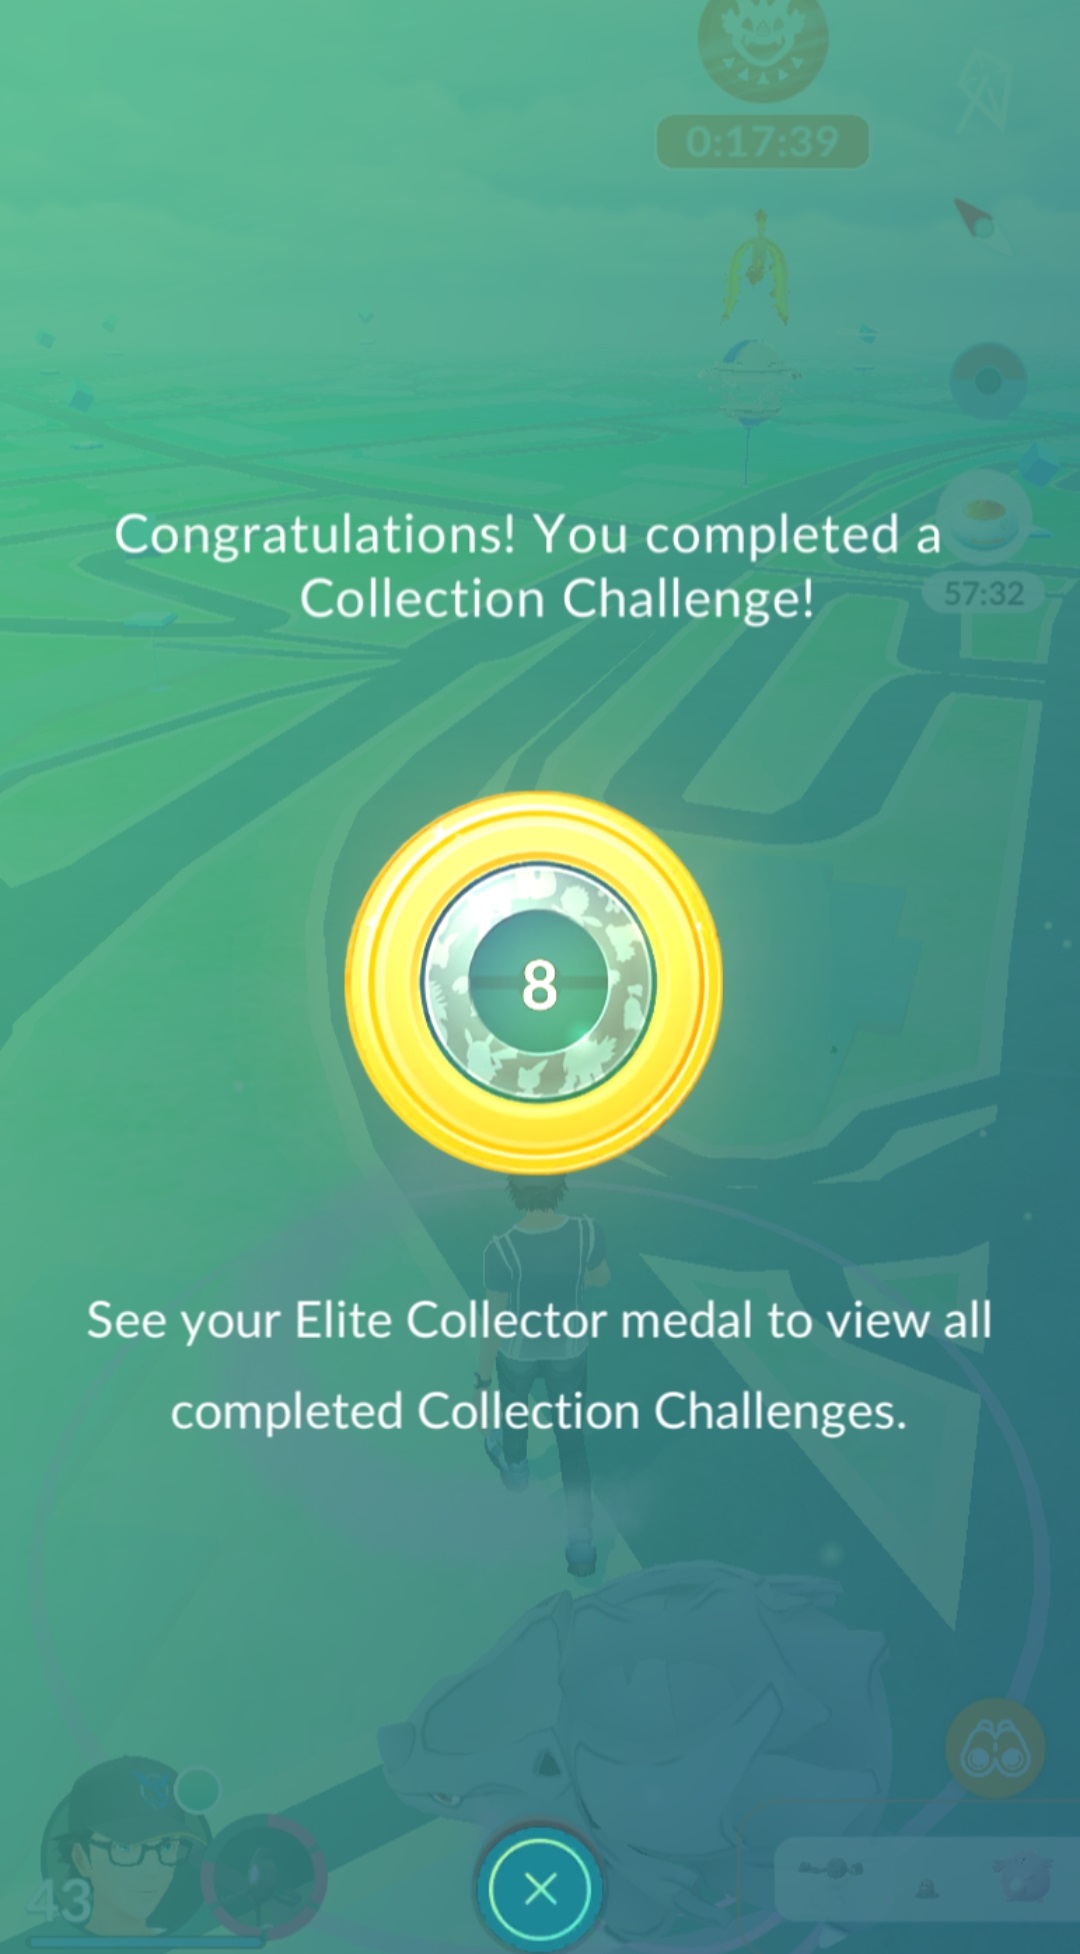 0:17:39
Congratulations! You completed a
Collection Challenge!
57:32
8
See your Elite Collector medal to view all
completed Collection Challenges.
43